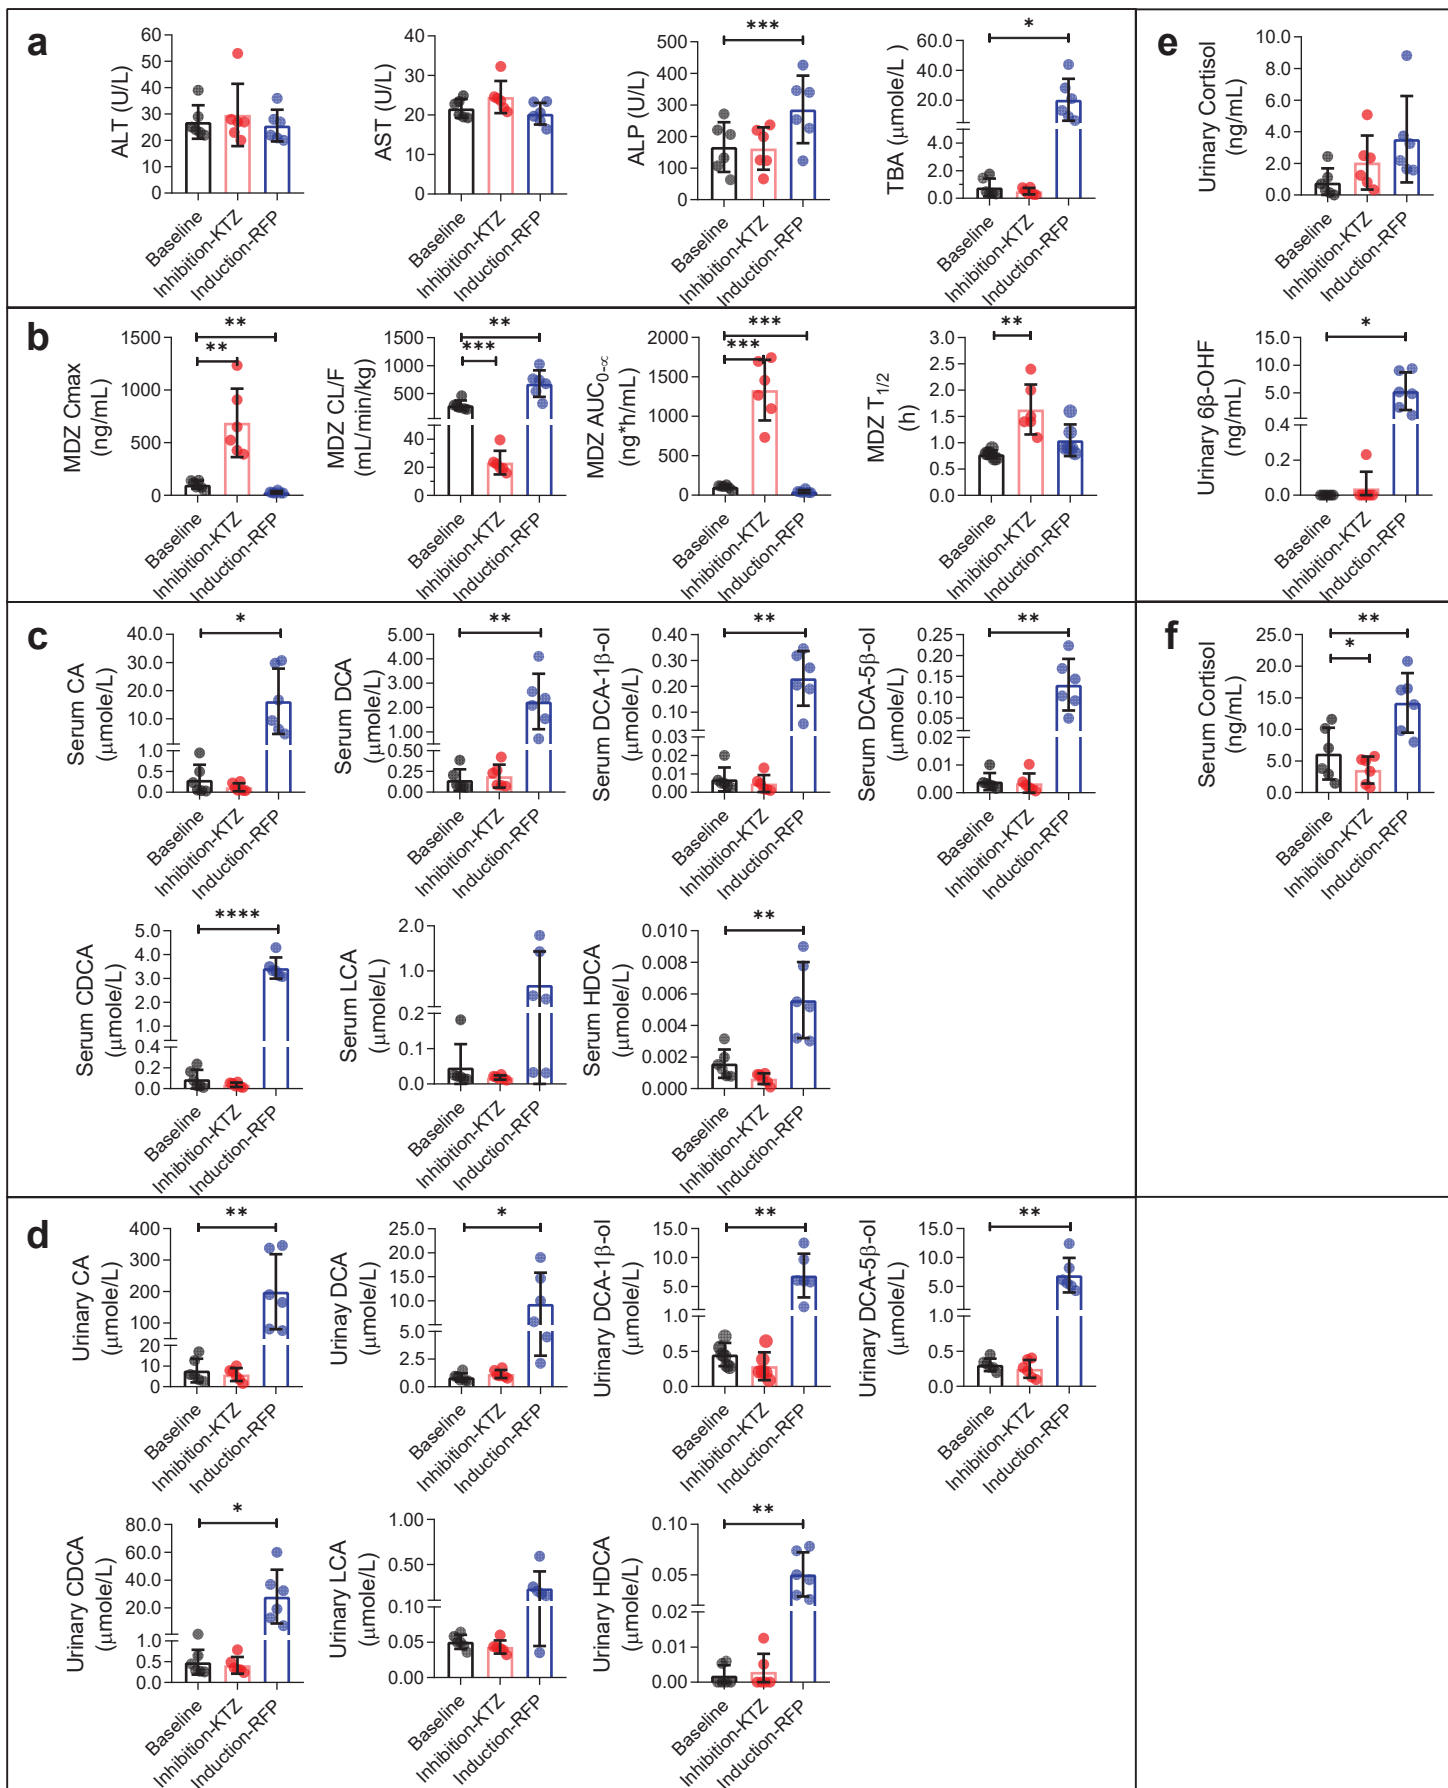 a
ALT (U/L)
60
50
40
30
20
10
0
Baseline
Inhibition-KTZ
Induction-RFP
AST (U/L)
40
30
20
10
0
Baseline
Inhibition-KTZ
Induction-RFP
ALP (U/L)
***
500
400
300
200
100
0
Baseline
Inhibition-KTZ
Induction-RFP
TBA (μmole/L )
*
60.0
40.0
20.0
2.0
1.0
0.0
Baseline
Inhibition-KTZ
Induction-RFP
b
MDZ Cmax
(ng/mL)
**
**
1500
1000
500
0
Baseline
Inhibition-KTZ
Induction-RFP
MDZ CL/F
(mL/min/kg)
**
***
1500
1000
500
40
20
0
Baseline
Inhibition-KTZ
Induction-RFP
MDZ AUC0-∝
(ng*h/mL)
***
***
2000
1500
1000
500
0
Baseline
Inhibition-KTZ
Induction-RFP
MDZ T1/2
(h)
**
3.0
2.5
2.0
1.5
1.0
0.5
0.0
Baseline
Inhibition-KTZ
Induction-RFP
c
Serum CA
(μmole/L)
*
40.0
30.0
20.0
10.0
1.0
0.5
0.0
Baseline
Inhibition-KTZ
Induction-RFP
Serum DCA
(μmole/L)
**
5.00
4.00
3.00
2.00
1.00
0.50
0.25
0.00
Baseline
Inhibition-KTZ
Induction-RFP
Serum DCA-1β-ol
(μmole/L)
**
0.40
0.30
0.20
0.10
0.03
0.02
0.01
0.00
Baseline
Inhibition-KTZ
Induction-RFP
Serum DCA-5β-ol
(μmole/L)
**
0.25
0.20
0.15
0.10
0.05
0.02
0.01
0.00
Baseline
Inhibition-KTZ
Induction-RFP
Serum CDCA
(μmole/L)
****
5.0
4.0
3.0
2.0
1.0
0.4
0.2
0.0
Baseline
Inhibition-KTZ
Induction-RFP
Serum LCA
(μmole/L)
2.0
1.0
0.2
0.1
0.0
Baseline
Inhibition-KTZ
Induction-RFP
Serum HDCA
(μmole/L)
**
0.010
0.008
0.006
0.004
0.002
0.000
Baseline
Inhibition-KTZ
Induction-RFP
d
Urinary CA
(μmole/L)
**
400
300
200
100
20
10
0
Baseline
Inhibition-KTZ
Induction-RFP
Urinay DCA
(μmole/L)
*
25.0
20.0
15.0
10.0
5.0
2.5
0.0
Baseline
Inhibition-KTZ
Induction-RFP
Urinary DCA-1β-ol
(μmole/L)
**
15.0
10.0
5.0
1.0
0.5
0.0
Baseline
Inhibition-KTZ
Induction-RFP
Urinary DCA-5β-ol
(μmole/L)
**
15.0
10.0
5.0
1.0
0.5
0.0
Baseline
Inhibition-KTZ
Induction-RFP
Urinary CDCA
(μmole/L)
*
80.0
60.0
40.0
20.0
1.0
0.5
0.0
Baseline
Inhibition-KTZ
Induction-RFP
Urinary LCA
(μmole/L)
1.00
0.50
0.10
0.05
0.00
Baseline
Inhibition-KTZ
Induction-RFP
Urinary HDCA
(μmole/L)
**
0.10
0.05
0.02
0.01
0.00
Baseline
Inhibition-KTZ
Induction-RFP
e
Urinary Cortisol
(ng/mL)
10.0
8.0
6.0
4.0
2.0
0.0
Baseline
Inhibition-KTZ
Induction-RFP
Urinary 6β-OHF
(ng/mL)
*
15.0
10.0
5.0
0.4
0.2
0.0
Baseline
Inhibition-KTZ
Induction-RFP
f
Serum Cortisol
(ng/mL)
**
*
25.0
20.0
15.0
10.0
5.0
0.0
Baseline
Inhibition-KTZ
Induction-RFP